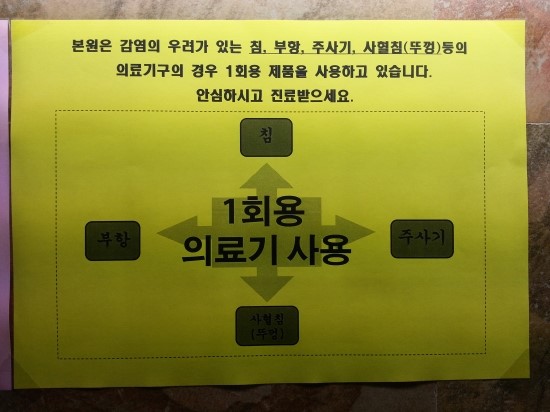 본원은 감염의 우려가 있는 침, 부항, 주사기, 사혈침(뚜껑)등의
의료기구의 경우 1회용 제품을 사용하고 있습니다.
안심하시고 진료받으세요.
침
1회용
부항
의료기 사용
주사기
사혈침
(뚜껑)